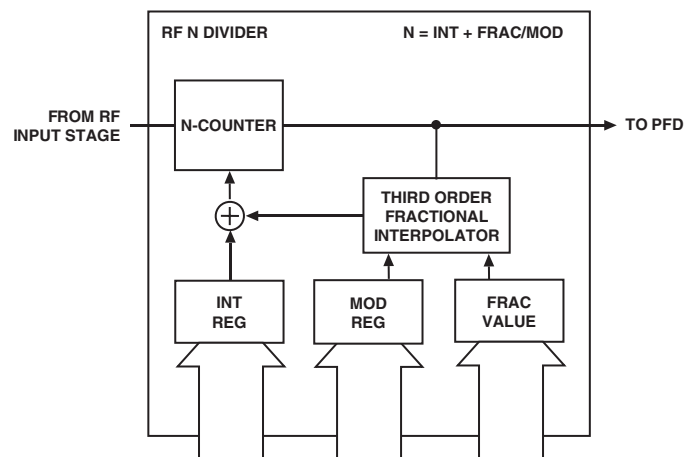 RF N DIVIDER
N = INT + FRAC/MOD
FROM RF
INPUT STAGE
N-COUNTER
TO PFD
THIRD ORDER
FRACTIONAL
INTERPOLATOR
INT
REG
MOD
REG
FRAC
VALUE